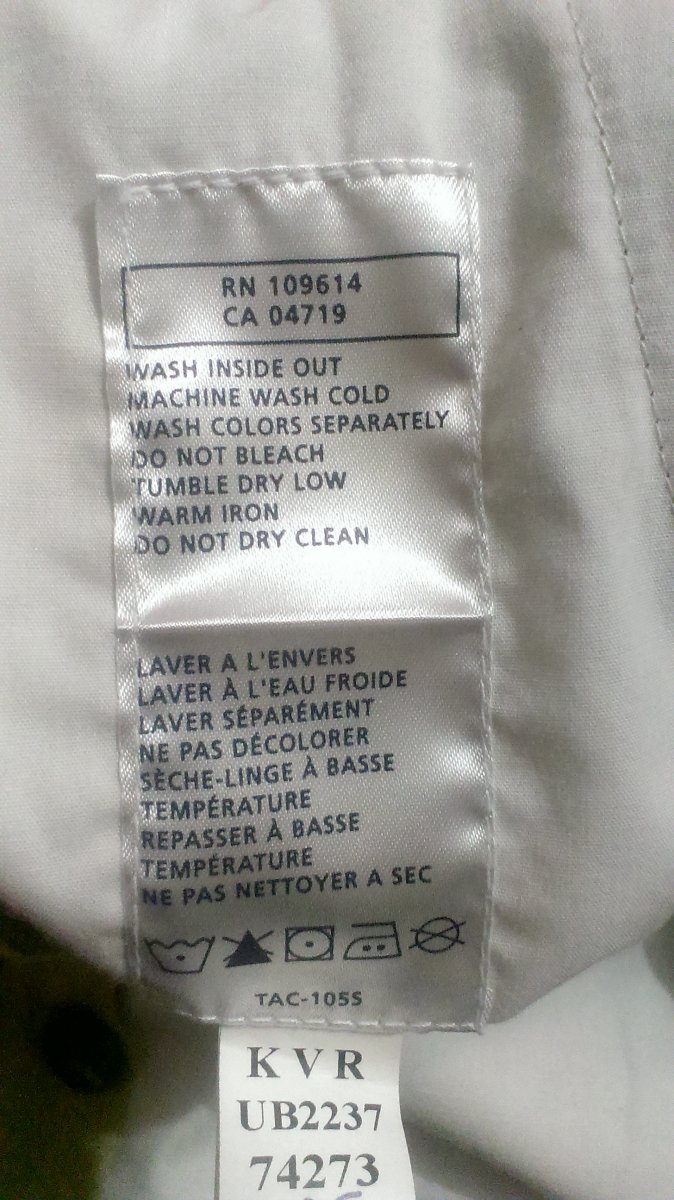 RN 109614
CA 04719
WASH INSIDE OUT
MACHINE WASH COLD
WASH COLORS SEPARATELY
DO NOT BLEACH
TUMBLE DRY LOW
WARM IRON
DO NOT DRY CLEAN
LAVER A L'ENVERS
LAVER À L'EAU FROIDE
LAVER SÉPARÉMENT
NE PAS DÉCOLORER
SÈCHE-LINGE À BASSE
TEMPÉRATURE
REPASSER À BASSE
TEMPÉRATURE
NE PAS NETTOYER A SEC
TAC-105S
KVR
UB2237
74273